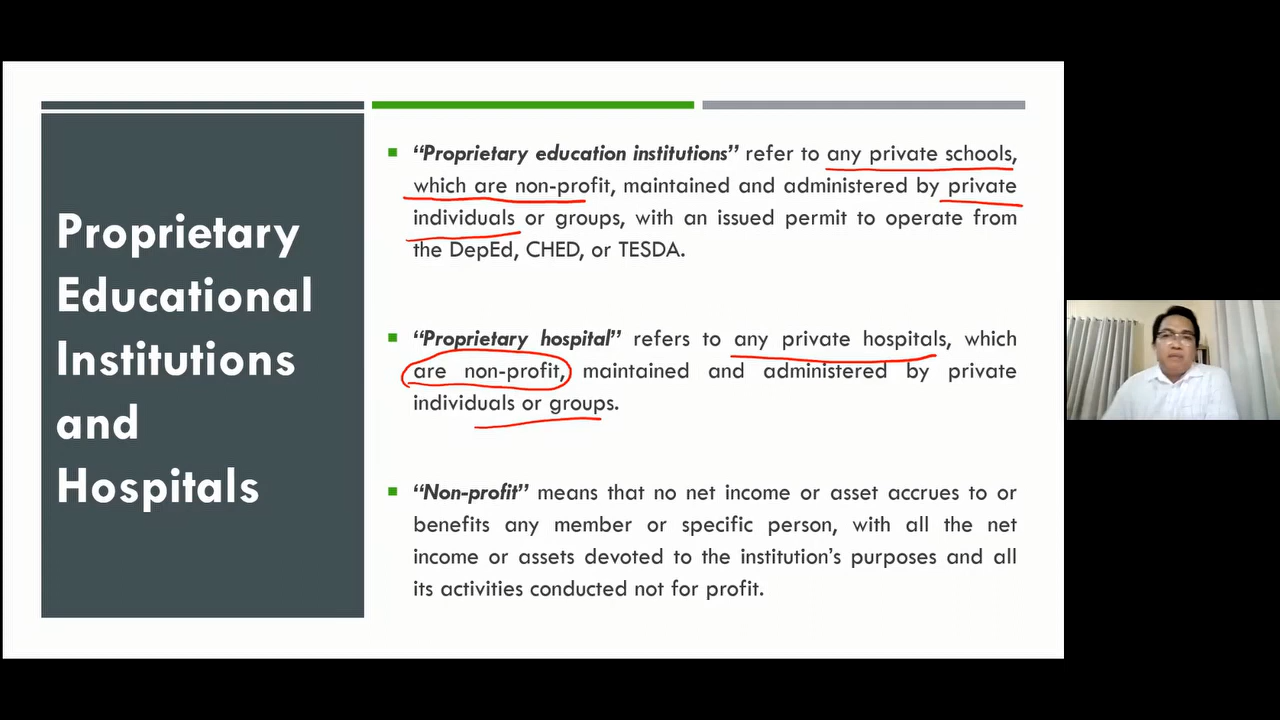 Proprietary
Educational
Institutions
and
Hospitals
“Proprietary education institutions” refer to any private schools,
which are non-profit, maintained and administered by private
individuals or groups, with an issued permit to operate from
the DepEd, CHED, or TESDA.
“Proprietary hospital” refers to any private hospitals, which
are non-profit, maintained and administered by private
individuals or groups.
“Non-profit” means that no net income or asset accrues to or
benefits any member or specific person, with all the net
income or assets devoted to the institution’s purposes and all
its activities conducted not for profit.